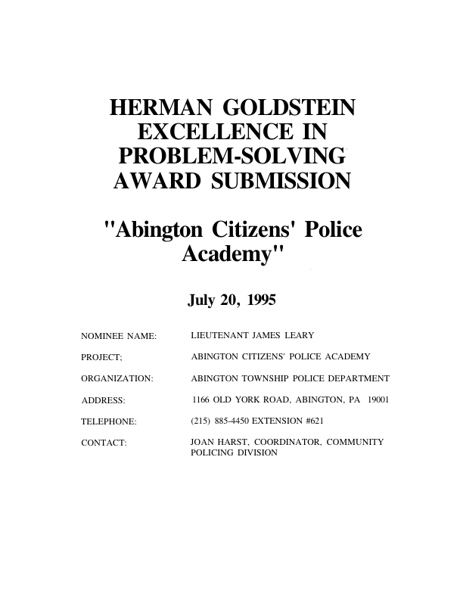 HERMAN GOLDSTEIN
EXCELLENCE IN
PROBLEM-SOLVING
AWARD SUBMISSION
"Abington Citizens' Police
Academy"
July 20, 1995
NOMINEE NAME: LIEUTENANT JAMES LEARY
PROJECT; ABINGTON CITIZENS' POLICE ACADEMY
ORGANIZATION: ABINGTON TOWNSHIP POLICE DEPARTMENT
ADDRESS: 1166 OLD YORK ROAD, ABINGTON, PA 19001
TELEPHONE: (215) 885-4450 EXTENSION #621
CONTACT: JOAN HARST, COORDINATOR, COMMUNITY
POLICING DIVISION